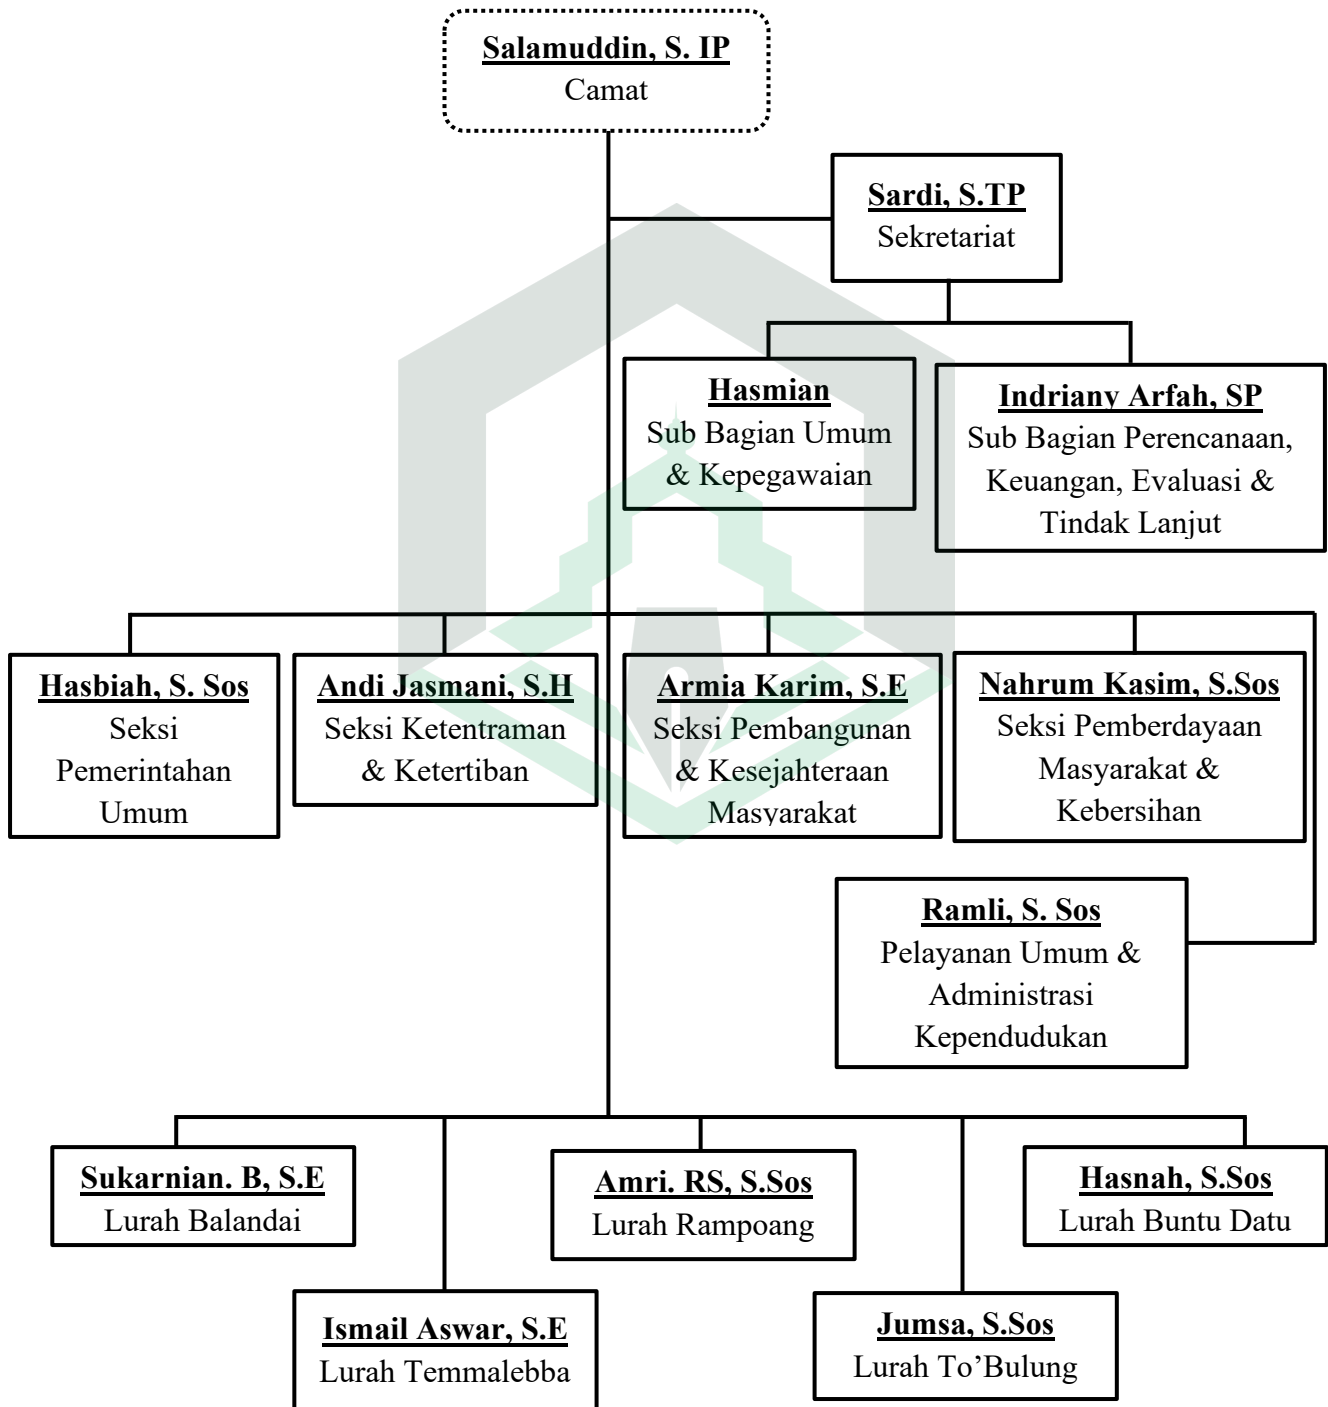 Salamuddin, S. IP
Camat
Sardi, S.TP
Sekretariat
Hasmian
Sub Bagian Umum
& Kepegawaian
Indriany Arfah, SP
Sub Bagian Perencanaan,
Keuangan, Evaluasi &
Tindak Lanjut
Hasbiah, S. Sos
Seksi
Pemerintahan
Umum
Andi Jasmani, S.H
Seksi Ketentraman
& Ketertiban
Armia Karim, S.E
Seksi Pembangunan
& Kesejahteraan
Masyarakat
Nahrum Kasim, S.Sos
Seksi Pemberdayaan
Masyarakat &
Kebersihan
Ramli, S. Sos
Pelayanan Umum &
Administrasi
Kependudukan
Sukarnian. B, S.E
Lurah Balandai
Amri. RS, S.Sos
Lurah Rampoang
Hasnah, S.Sos
Lurah Buntu Datu
Ismail Aswar, S.E
Lurah Temmalebba
Jumsa, S.Sos
Lurah To’Bulung